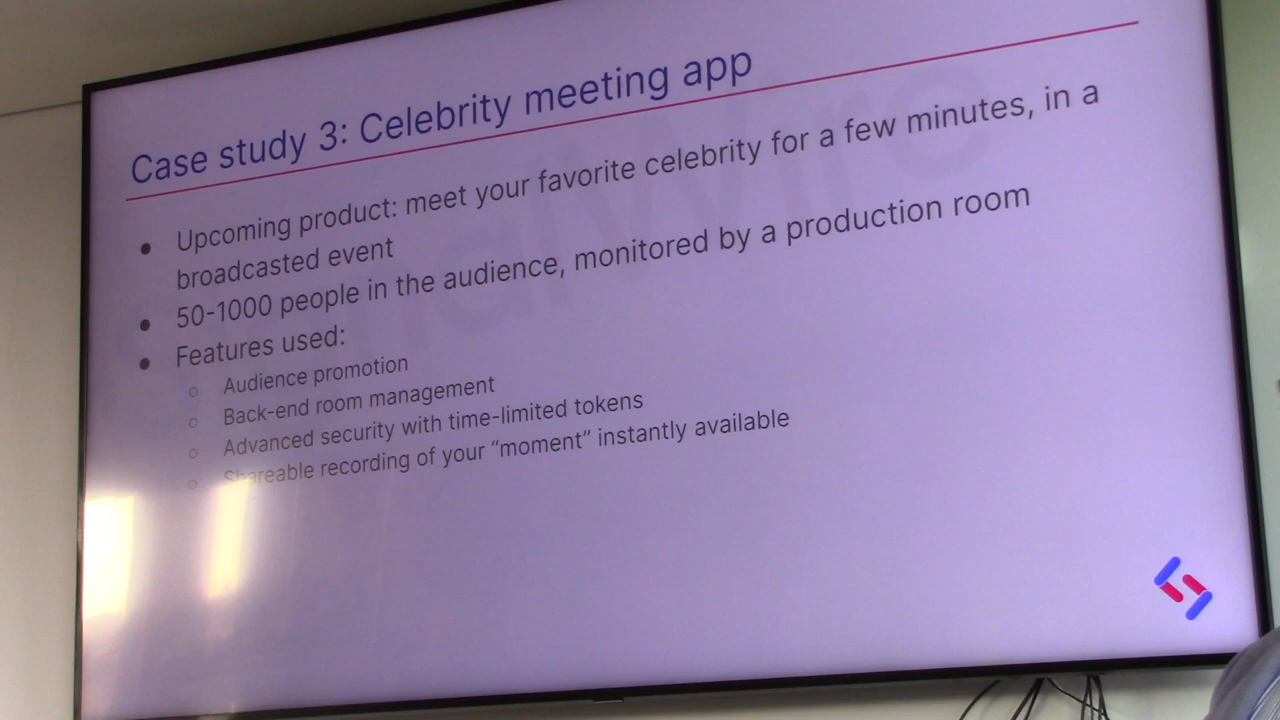 Case study 3: Celebrity meeting app
● Upcoming product: meet your favorite celebrity for a few minutes, in a
broadcasted event
● 50-1000 people in the audience, monitored by a production room
● Features used:
○ Audience promotion
○ Back-end room management
○ Advanced security with time-limited tokens
○ Shareable recording of your “moment” instantly available